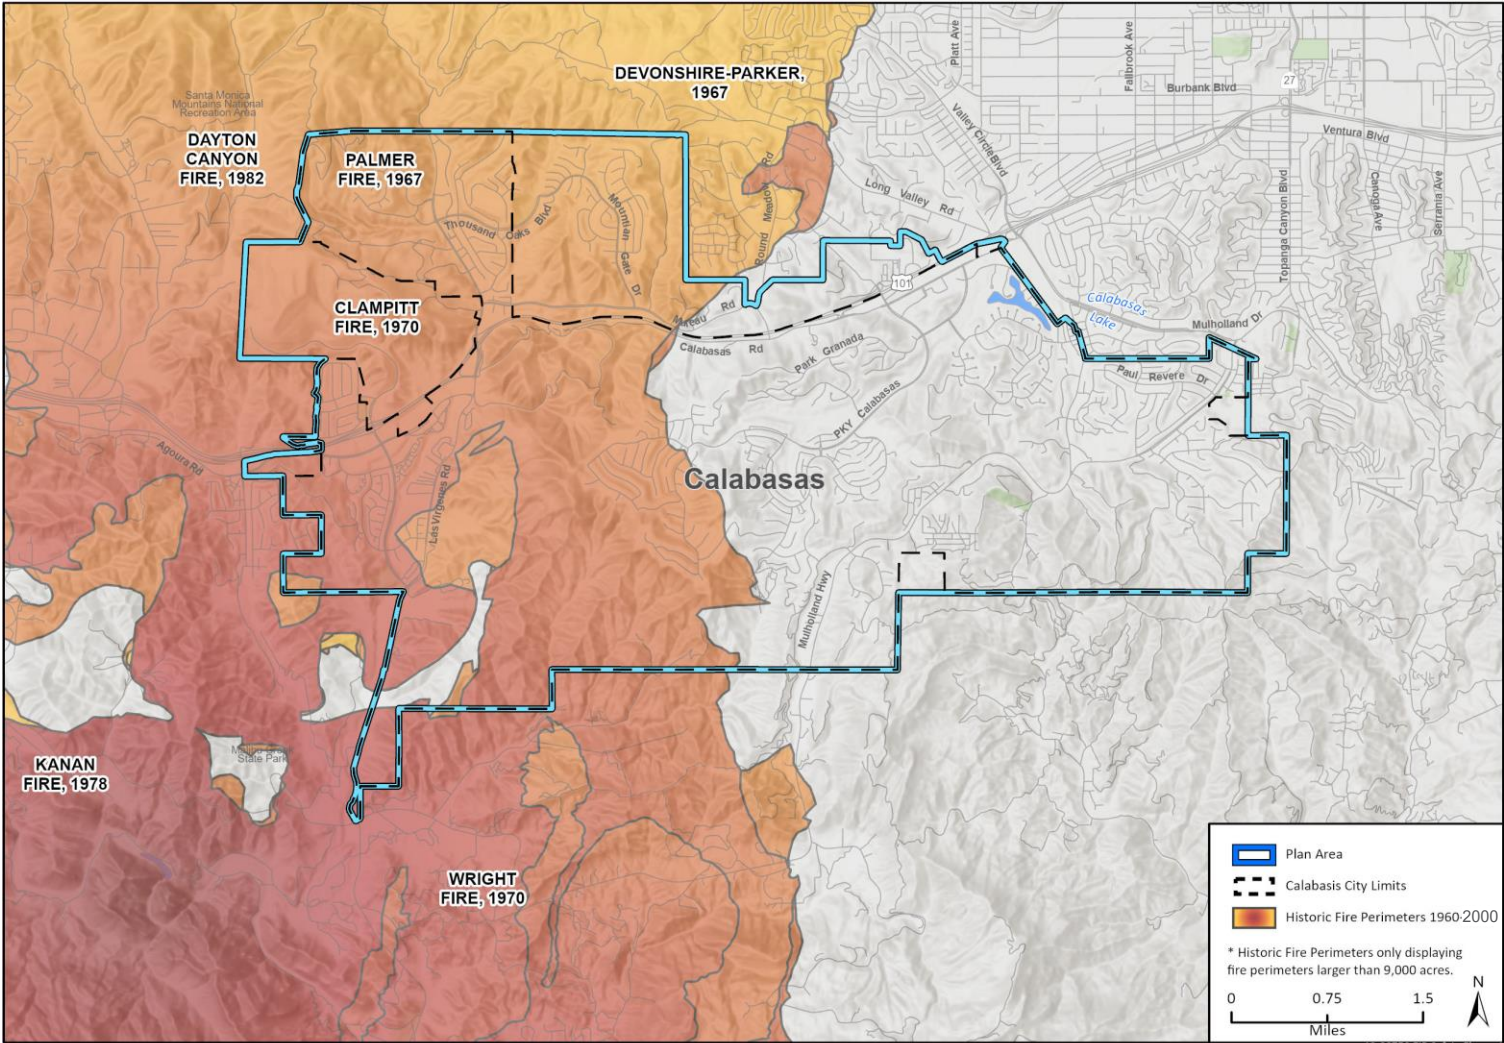 DEVONSHIRE-PARKER,
1967
Platt Ave
Fallbrook Ave
Burbank Blvd
27
Ventura Blvd
Valley Circle Blvd
Santa Monica
Mountains National
Recreation Area
DAYTON
CANYON
FIRE, 1982
PALMER
FIRE, 1967
Round Meadow Rd
Long Valley Rd
Topanga Canyon Blvd
Canoga Ave
Serrania Ave
Thousand Oaks Blvd
Mountian Gate Dr
CLAMPITT
FIRE, 1970
101
Calabasas
Lake
Mureau Rd
Calabasas Rd
Park Granada
Mulholland Dr
Paul Revere Dr
PKY Calabasas
Agoura Rd
Las Virgenes Rd
Calabasas
Mulholland Hwy
State Park
KANAN
FIRE, 1978
WRIGHT
FIRE, 1970
Plan Area
Calabasis City Limits
Historic Fire Perimeters 1960-2000
* Historic Fire Perimeters only displaying
fire perimeters larger than 9,000 acres.
N
0 0.75 1.5
Miles